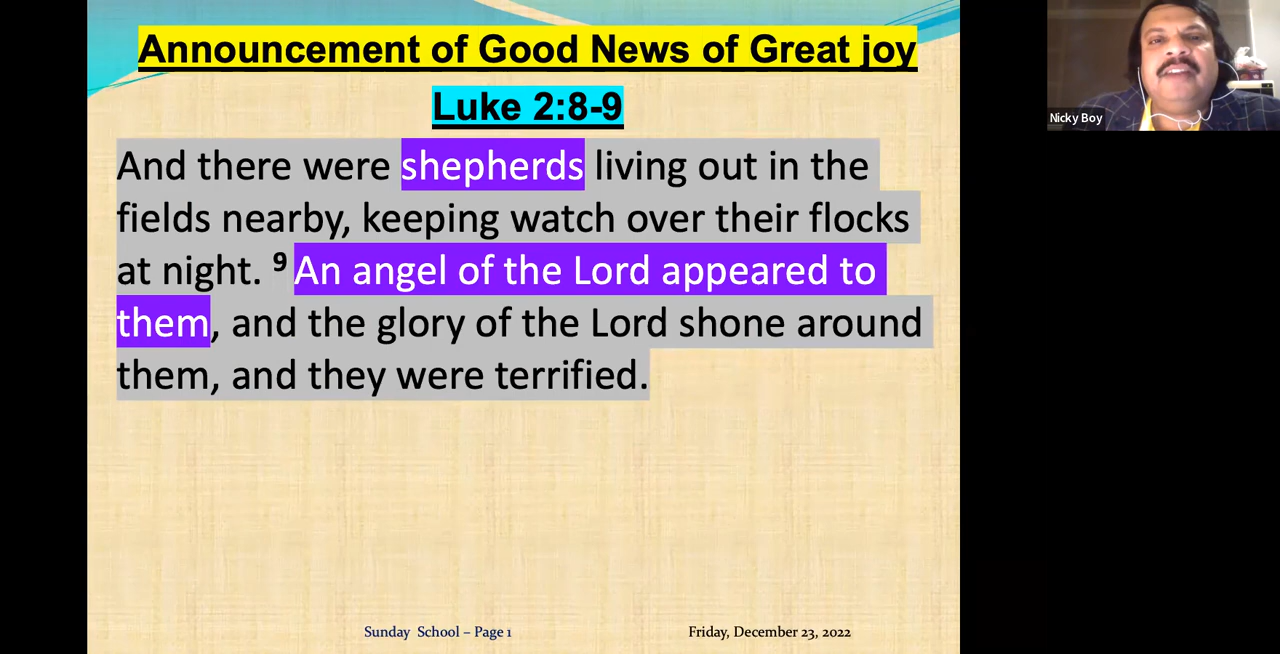 Announcement of Good News of Great joy
Luke 2:8-9
And there were shepherds living out in the
fields nearby, keeping watch over their flocks
at night. ⁹ An angel of the Lord appeared to
them, and the glory of the Lord shone around
them, and they were terrified.
Sunday School – Page 1
Friday, December 23, 2022
Nicky Boy